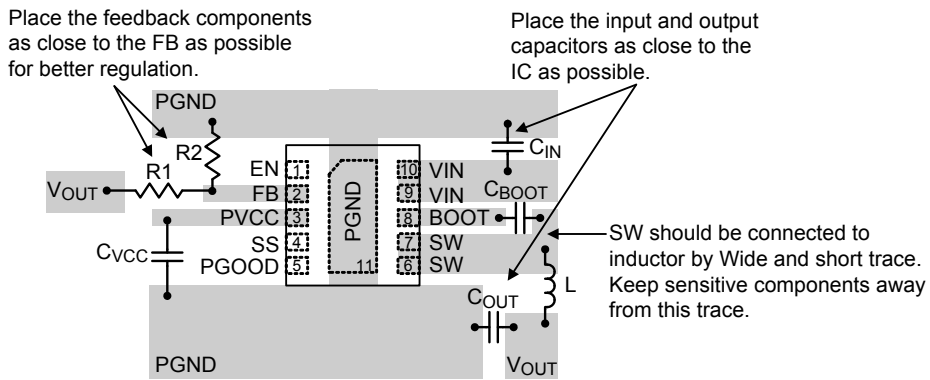 Place the feedback components
as close to the FB as possible
for better regulation.
Place the input and output
capacitors as close to the
IC as possible.
PGND
R2
R1
VOUT
CIN
EN 1
FB 2
PVCC 3
SS 4
PGOOD 5
PGND
11
10 VIN
9 VIN
8 BOOT
7 SW
6 SW
CBOOT
CVCC
SW should be connected to
inductor by Wide and short trace.
Keep sensitive components away
from this trace.
L
COUT
PGND
VOUT